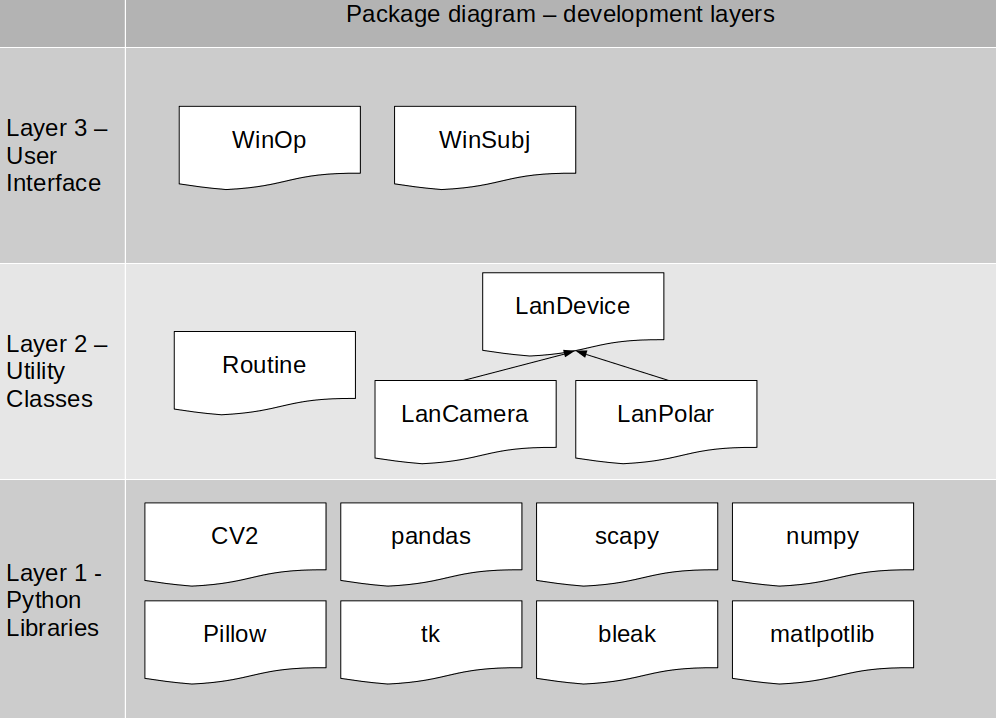 Package diagram – development layers
Layer 3 –
User
Interface
WinOp
WinSubj
Layer 2 –
Utility
Classes
LanDevice
Routine
LanCamera
LanPolar
Layer 1 -
Python
Libraries
CV2
pandas
scapy
numpy
Pillow
tk
bleak
matlpotlib